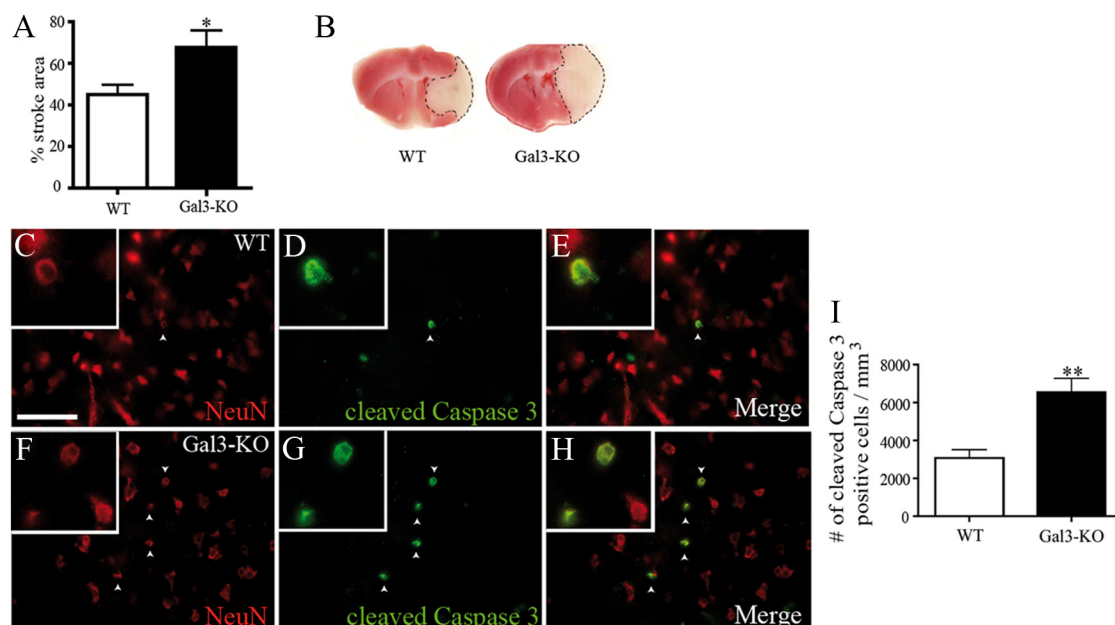 A
80
60
40
20
0
% stroke area
*
WT
Gal3-KO
B
WT
Gal3-KO
C
WT
NeuN
D
cleaved Caspase 3
E
Merge
F
Gal3-KO
NeuN
G
cleaved Caspase 3
H
Merge
I
# of cleaved Caspase 3
positive cells / mm³
8000
6000
4000
2000
0
**
WT
Gal3-KO